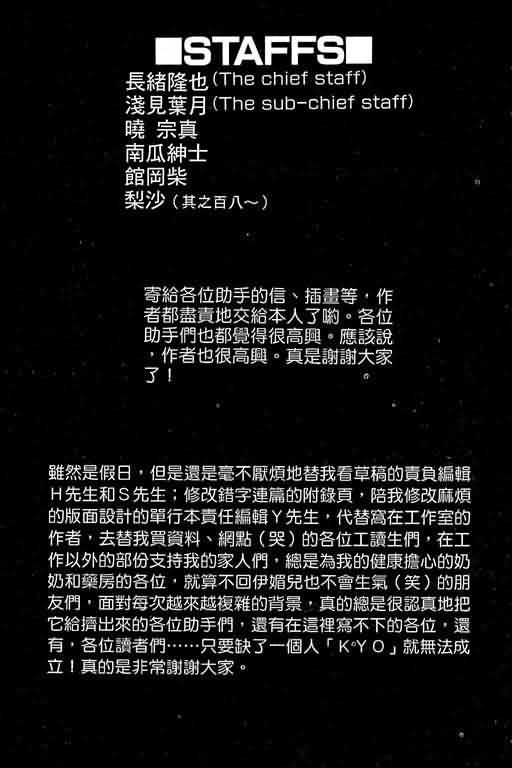 ■STAFFS■
長緒隆也(The chief staff)
淺見葉月(The sub-chief staff)
曉 宗真
南瓜紳士
館岡柴
梨沙（其之百八～）
寄給各位助手的信、插畫等，作
者都盡責地交給本人了喲。各位
助手們也都覺得很高興。應該說
，作者也很高興。真是謝謝大家
了！
雖然是假日，但是還是毫不厭煩地替我看草稿的責負編輯
H先生和S先生；修改錯字連篇的附錄頁，陪我修改麻煩
的版面設計的單行本責任編輯Y先生，代替窩在工作室的
作者，去替我買資料、網點（哭）的各位工讀生們，在工
作以外的部份支持我的家人們，總是為我的健康擔心的奶
奶和藥房的各位，就算不回伊媚兒也不會生氣（笑）的朋
友們，面對每次越來越複雜的背景，真的總是很認真地把
它給擠出來的各位助手們，還有在這裡寫不下的各位，還
有，各位讀者們……只要缺了一個人「KYO」就無法成
立！真的是非常謝謝大家。